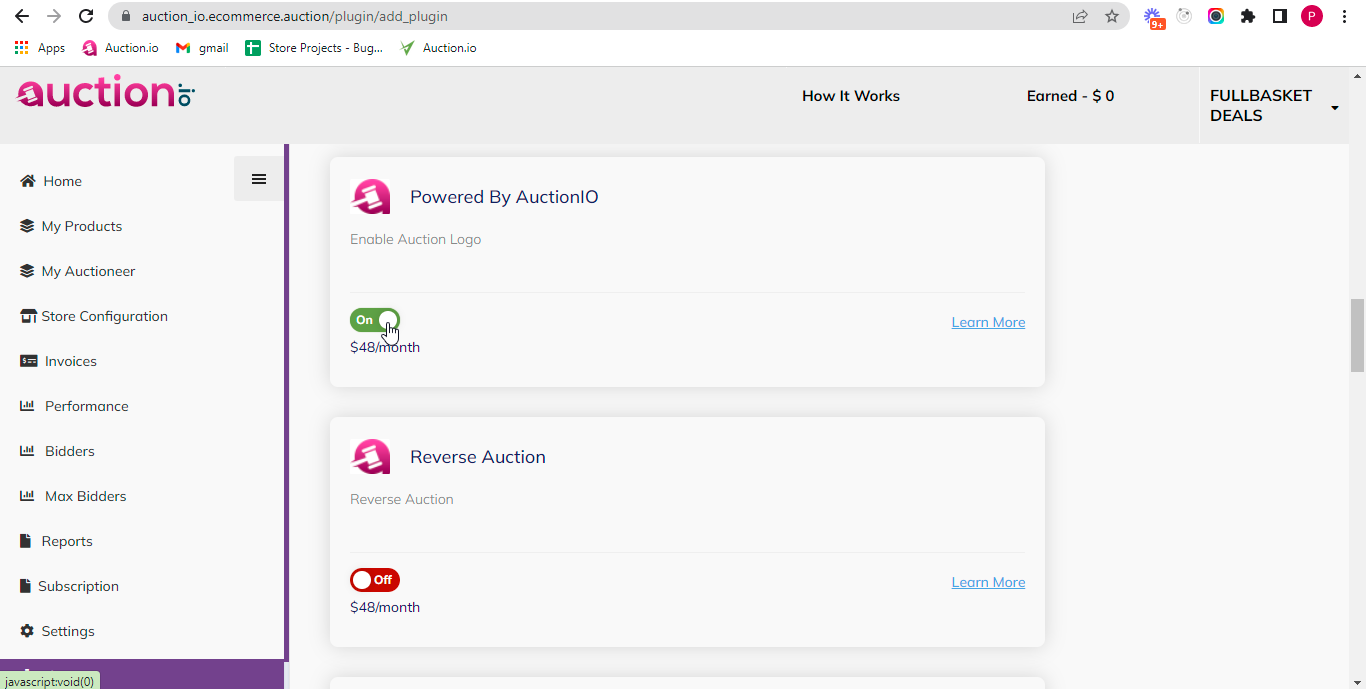 auction_io.ecommerce.auction/plugin/add_plugin
9+
P
Apps
Auction.io
gmail
Store Projects - Bug...
Auction.io
auction.io
How It Works
Earned - $ 0
FULLBASKET
DEALS
Home
My Products
My Auctioneer
Store Configuration
Invoices
Performance
Bidders
Max Bidders
Reports
Subscription
Settings
javascript:void(0)
Powered By AuctionIO
Enable Auction Logo
On
Learn More
$48/month
Reverse Auction
Reverse Auction
Off
Learn More
$48/month